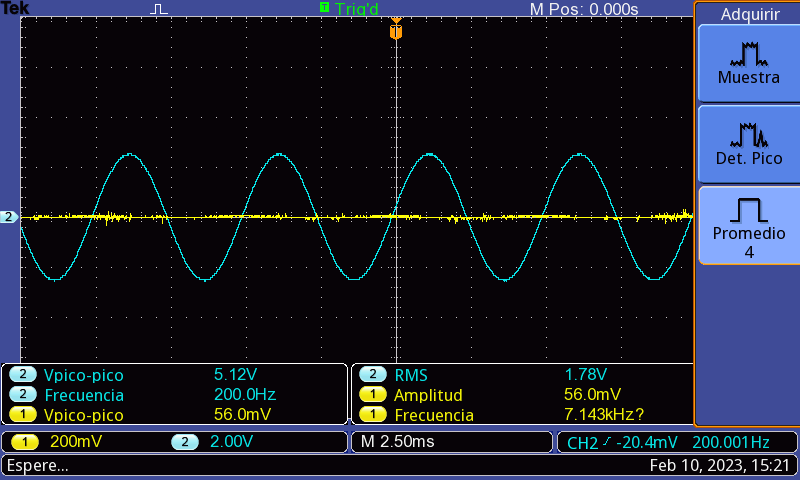 Tek T Trig'd M Pos: 0.000s
Adquirir
T
Muestra
Det. Pico
2
Promedio
4
2 Vpico-pico 5.12V 2 RMS 1.78V
2 Frecuencia 200.0Hz 1 Amplitud 56.0mV
1 Vpico-pico 56.0mV 1 Frecuencia 7.143kHz?
1 200mV 2 2.00V M 2.50ms CH2 -20.4mV 200.001Hz
Espere... Feb 10, 2023, 15:21